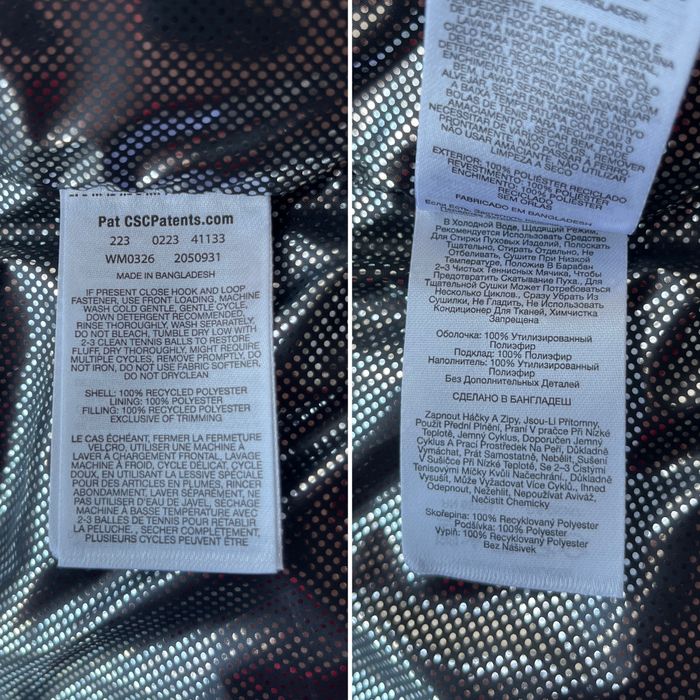 Pat CSCPatents.com
223 0223 41133
WM0326 2050931
MADE IN BANGLADESH
IF PRESENT CLOSE HOOK AND LOOP
FASTENER, USE FRONT LOADING. MACHINE
WASH COLD GENTLE, GENTLE CYCLE,
DOWN DETERGENT RECOMMENDED,
RINSE THOROUGHLY, WASH SEPARATELY,
DO NOT BLEACH, TUMBLE DRY LOW WITH
2-3 CLEAN TENNIS BALLS TO RESTORE
FLUFF, DRY THOROUGHLY, MIGHT REQUIRE
MULTIPLE CYCLES, REMOVE PROMPTLY, DO
NOT IRON, DO NOT USE FABRIC SOFTENER,
DO NOT DRYCLEAN
SHELL: 100% RECYCLED POLYESTER
LINING: 100% POLYESTER
FILLING: 100% RECYCLED POLYESTER
EXCLUSIVE OF TRIMMING
LE CAS ÉCHÉANT, FERMER LA FERMETURE
VELCRO, UTILISER UNE MACHINE À
LAVER À CHARGEMENT FRONTAL, LAVAGE
MACHINE À FROID, CYCLE DÉLICAT, CYCLE
DOUX, EN UTILISANT LA LESSIVE SPÉCIALE
POUR DES ARTICLES EN PLUMES, RINCER
ABONDAMMENT, LAVER SÉPARÉMENT, NE
PAS UTILISER D'EAU DE JAVEL, SÉCHAGE
MACHINE À BASSE TEMPÉRATURE AVEC
2-3 BALLES DE TENNIS POUR RÉTABLIR
LA PELUCHE , SÉCHER COMPLÈTEMENT,
PLUSIEURS CYCLES PEUVENT ÊTRE
BANGLADESH
FECHAR O GANCHO E
LAVAR ROUPA DE CARGA FRONTAL,
EXTERIOR: 100% POLIÉSTER RECICLADO
REVESTIMENTO: 100% POLIÉSTER
ENCHIMENTO: 100% POLIÉSTER
RECICLADO
SEM ORLAS
FABRICADO EM BANGLADESH
В Холодной Воде, Щадящий Режим,
Рекомендуется Использовать Средство
Для Стирки Пуховых Изделий, Полоскать
Тщательно, Стирать Отдельно, Не
Отбеливать, Сушите При Низкой
Температуре, Положив В Барабан
2–3 Чистых Теннисных Мячика, Чтобы
Предотвратить Скатывание Пуха., Для
Тщательной Сушки Может Потребоваться
Несколько Циклов., Сразу Убрать Из
Сушилки, Не Гладить, Не Использовать
Кондиционер Для Тканей, Химчистка
Запрещена
Оболочка: 100% Утилизированный
Полиэфир
Подклад: 100% Полиэфир
Наполнитель: 100% Утилизированный
Полиэфир
Без Дополнительных Деталей
СДЕЛАНО В БАНГЛАДЕШ
Zapnout Háčky A Zipy, Jsou-Li Přítomny,
Použít Přední Plnění, Praní V pračce Při Nízké
Teplotě, Jemný Cyklus, Doporučen Jemný
Cyklus A Prací Prostředek Na Peří, Důkladně
Vymáchat, Prát Samostatně, Nebělit, Sušení
V Sušičce Při Nízké Teplotě, Se 2–3 Čistými
Tenisovými Míčky Kvůli Načechrání., Důkladně
Vysušit, Může Vyžadovat Více Cyklů., Ihned
Odepnout, Nežehlit, Nepoužívat Aviváž,
Nečistit Chemicky
Skořepina: 100% Recyklovaný Polyester
Podšívka: 100% Polyester
Výplň: 100% Recyklovaný Polyester
Bez Nášivek